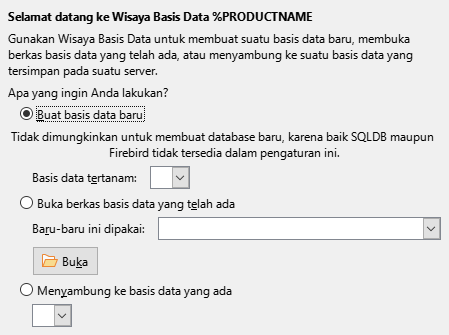 Selamat datang ke Wisaya Basis Data %PRODUCTNAME
Gunakan Wisaya Basis Data untuk membuat suatu basis data baru, membuka
berkas basis data yang telah ada, atau menyambung ke suatu basis data yang
tersimpan pada suatu server.
Apa yang ingin Anda lakukan?
Buat basis data baru
Tidak dimungkinkan untuk membuat database baru, karena baik SQLDB maupun
Firebird tidak tersedia dalam pengaturan ini.
Basis data tertanam:
Buka berkas basis data yang telah ada
Baru-baru ini dipakai:
Buka
Menyambung ke basis data yang ada